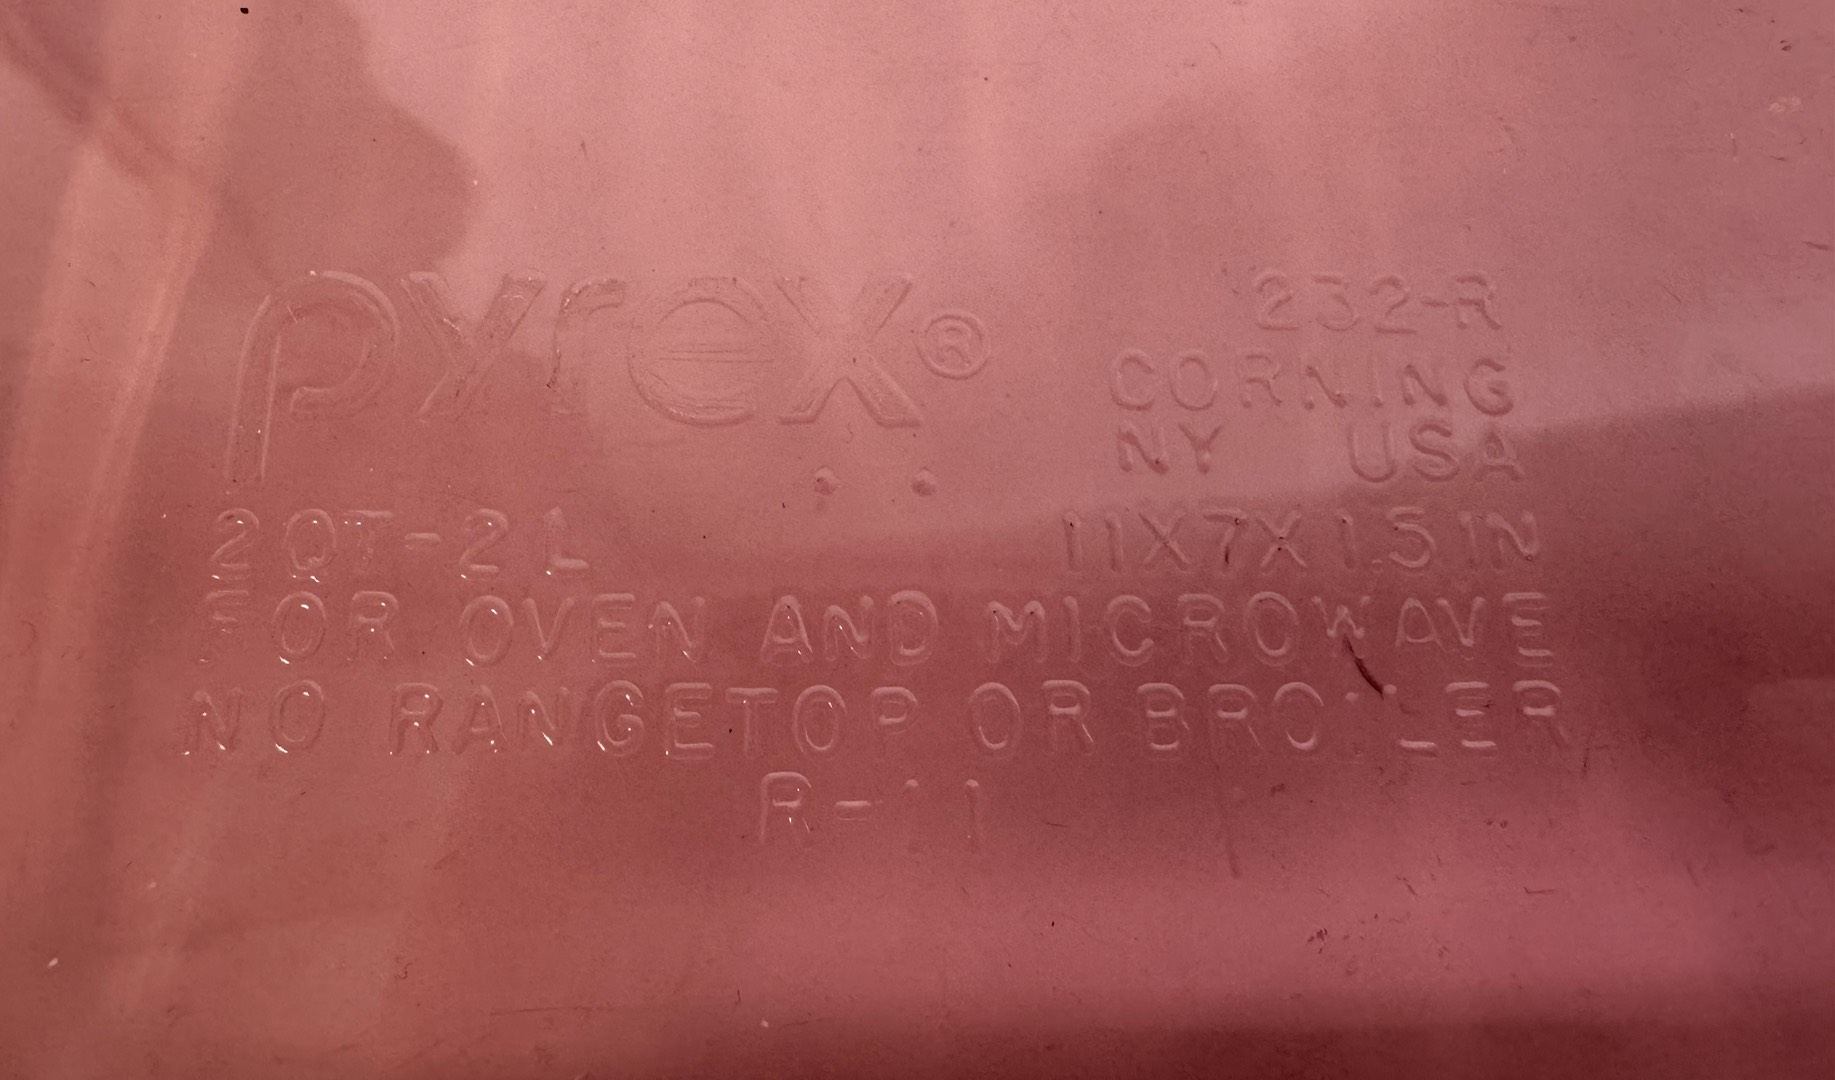 pyrex® 232-R
CORNING
NY USA
2QT-2L 11X7X1.5IN
FOR OVEN AND MICROWAVE
NO RANGETOP OR BROILER
R-11